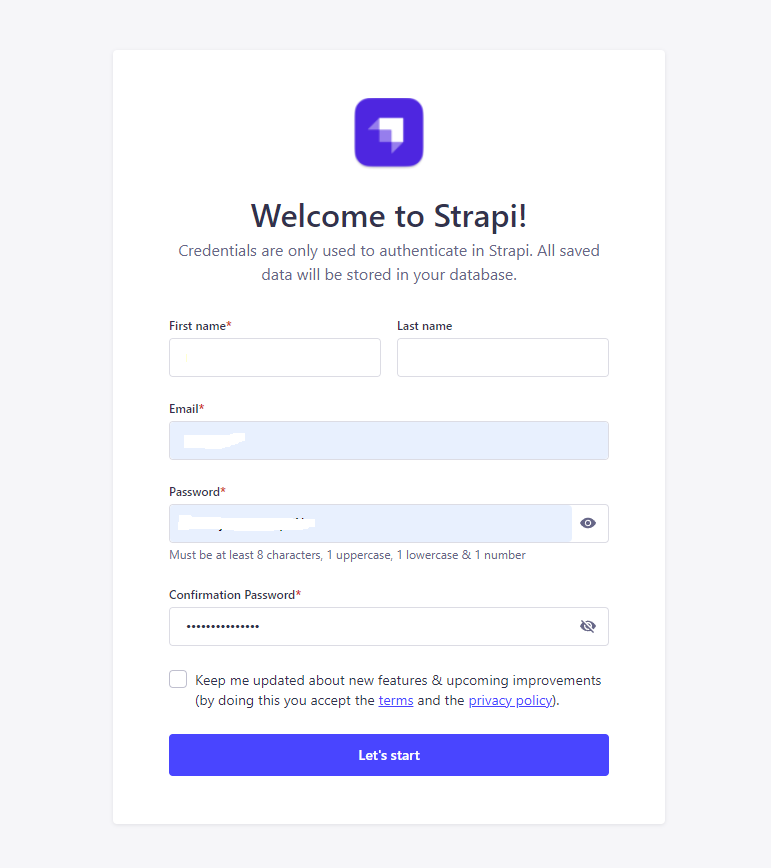 Welcome to Strapi!
Credentials are only used to authenticate in Strapi. All saved
data will be stored in your database.
First name* Last name
Email*
Password*
Must be at least 8 characters, 1 uppercase, 1 lowercase & 1 number
Confirmation Password*
•••••••••••••••
Keep me updated about new features & upcoming improvements
(by doing this you accept the terms and the privacy policy).
Let's start